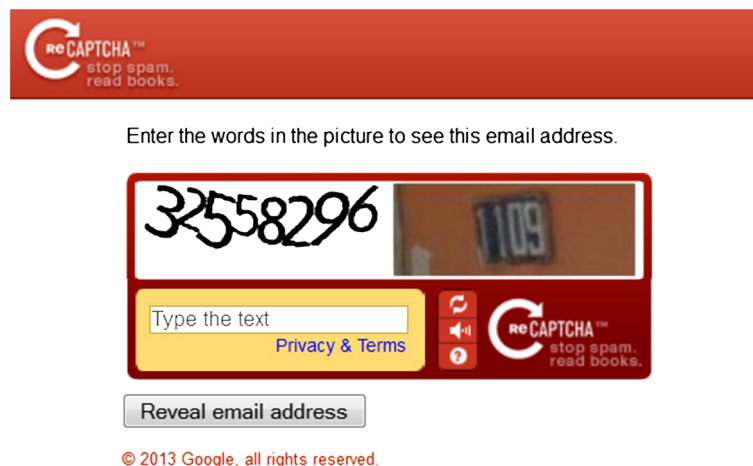 ReCAPTCHA™
stop spam.
read books.
Enter the words in the picture to see this email address.
32558296 1109
Type the text
Privacy & Terms
ReCAPTCHA™
stop spam.
read books.
Reveal email address
© 2013 Google, all rights reserved.